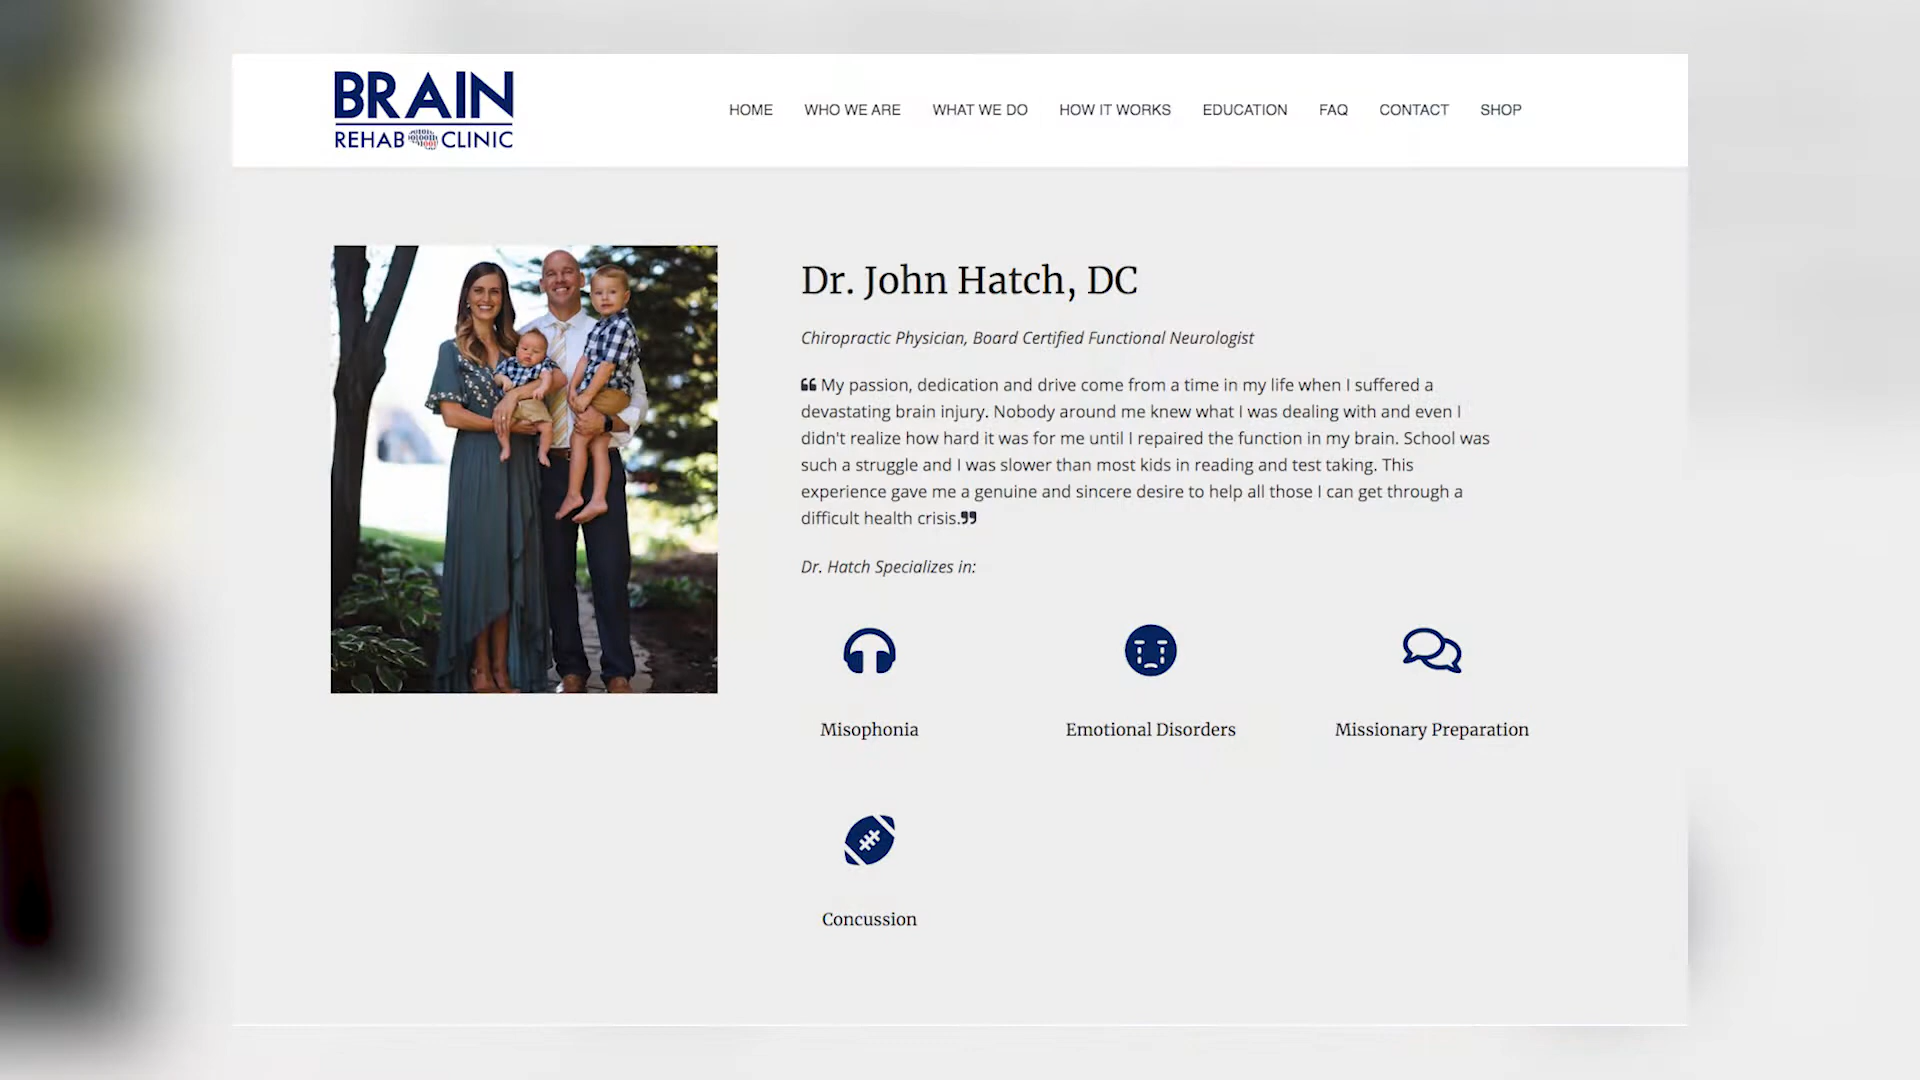 BRAIN
REHAB CLINIC
HOME WHO WE ARE WHAT WE DO HOW IT WORKS EDUCATION FAQ CONTACT SHOP
Dr. John Hatch, DC
Chiropractic Physician, Board Certified Functional Neurologist
❝ My passion, dedication and drive come from a time in my life when I suffered a
devastating brain injury. Nobody around me knew what I was dealing with and even I
didn't realize how hard it was for me until I repaired the function in my brain. School was
such a struggle and I was slower than most kids in reading and test taking. This
experience gave me a genuine and sincere desire to help all those I can get through a
difficult health crisis.❞
Dr. Hatch Specializes in:
Misophonia Emotional Disorders Missionary Preparation
Concussion